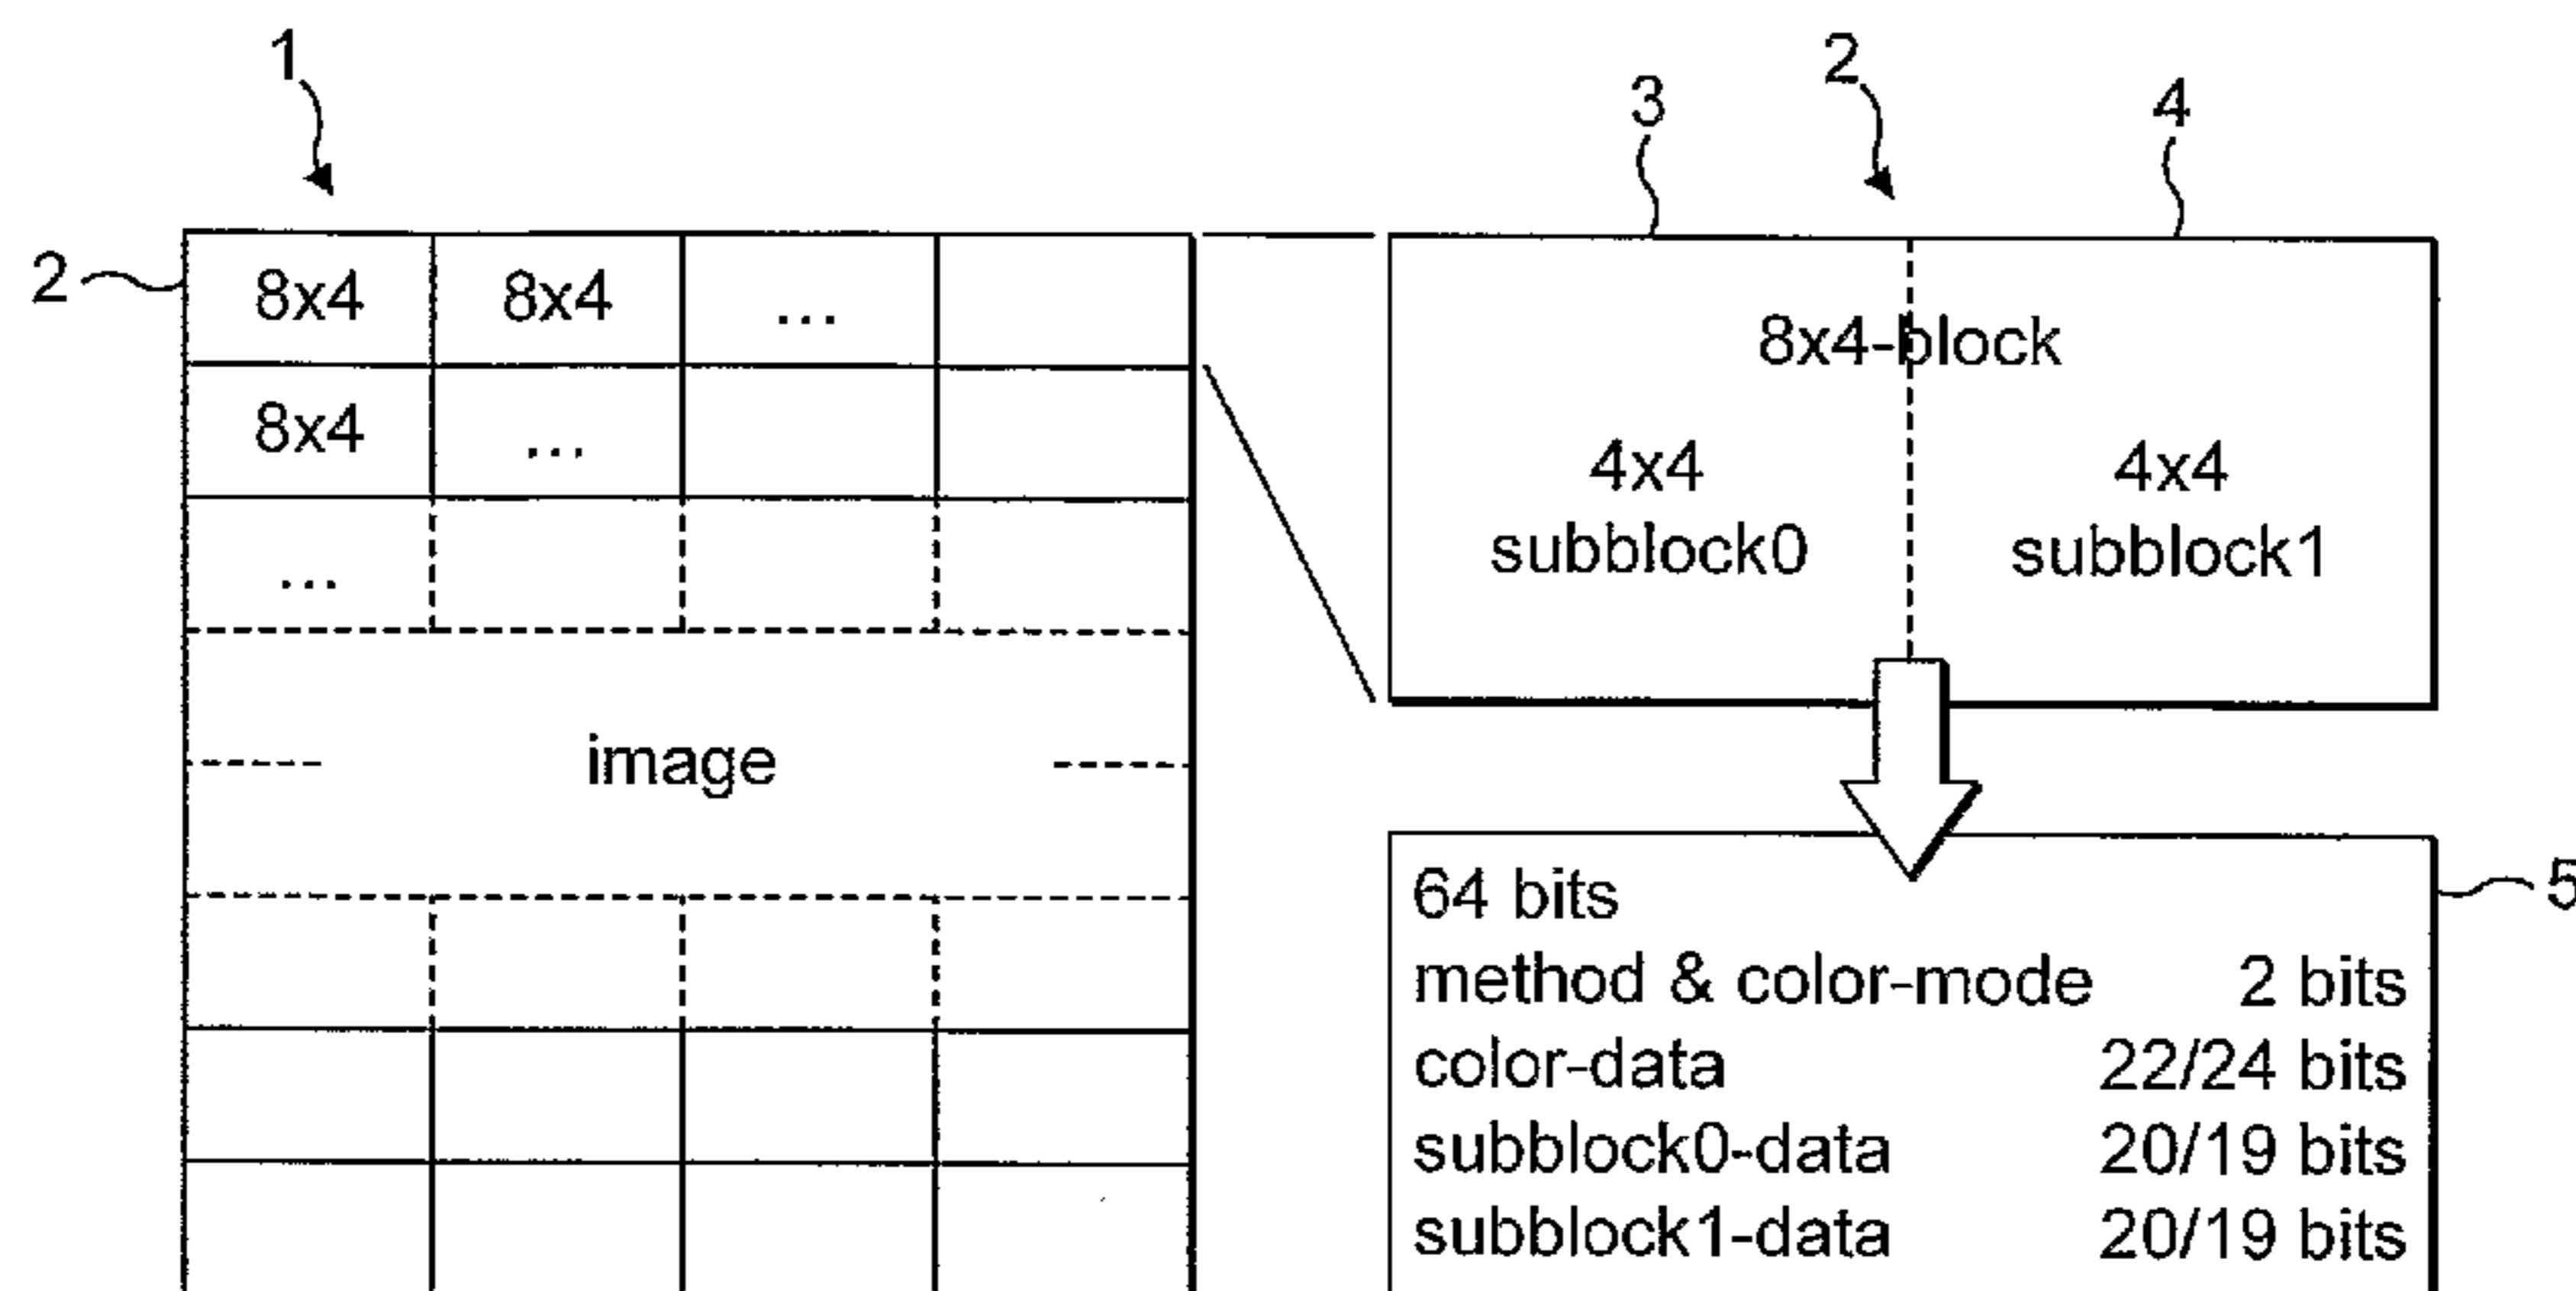 1
2
3
2
4
8x4 8x4 ...
8x4 ...
...
image
8x4-block
4x4
subblock0
4x4
subblock1
5
64 bits
method & color-mode 2 bits
color-data 22/24 bits
subblock0-data 20/19 bits
subblock1-data 20/19 bits